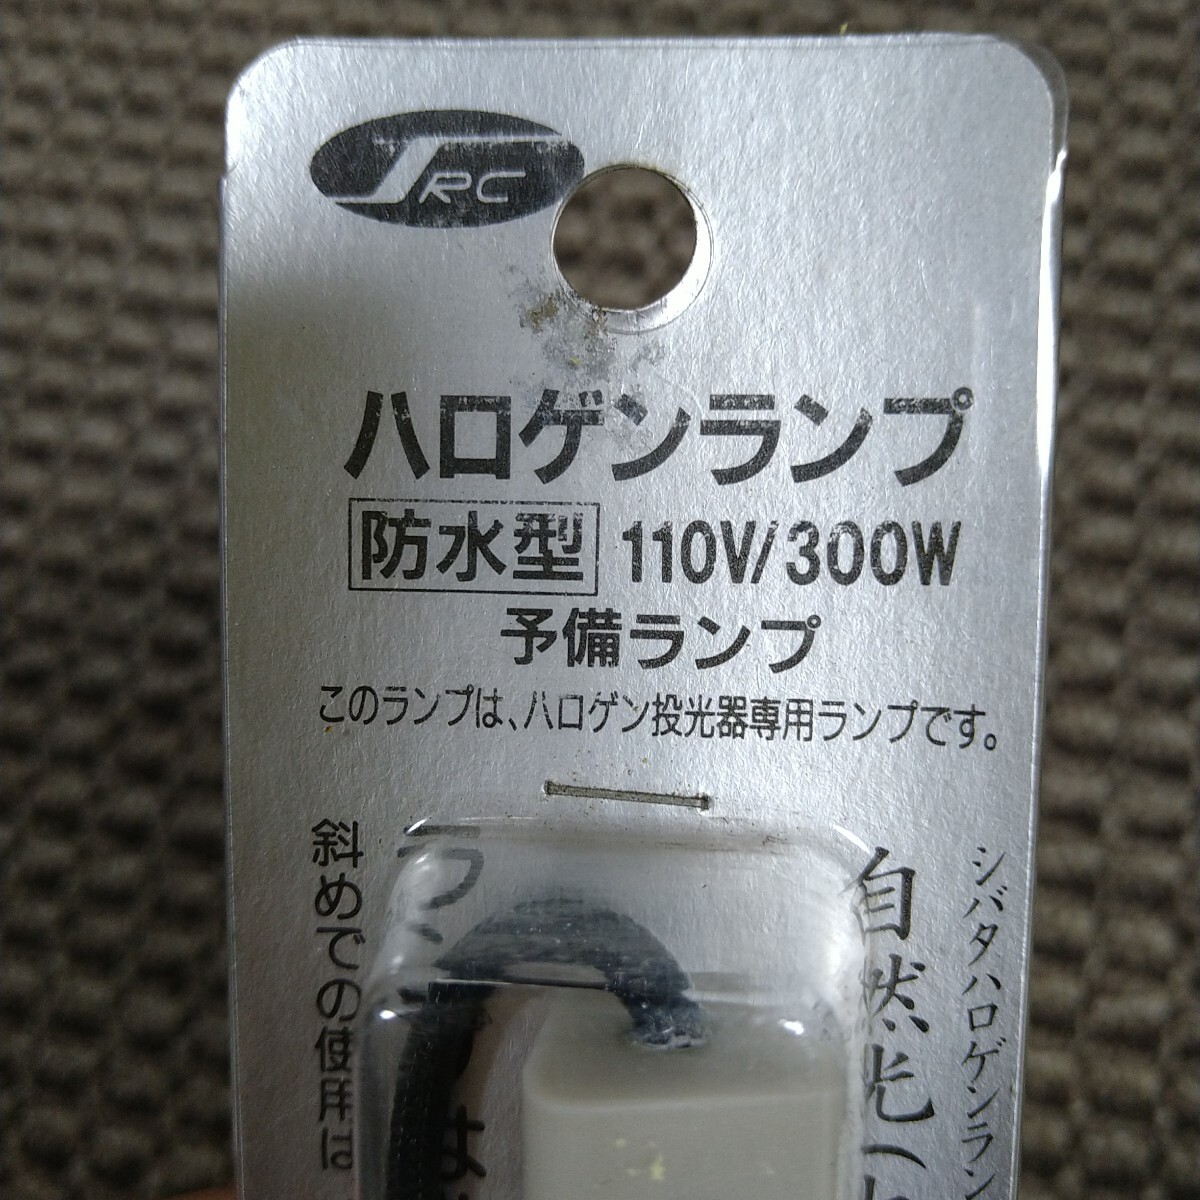 SRC
ハロゲンランプ
防水型 110V/300W
予備ランプ
このランプは、ハロゲン投光器専用ランプです。
シバタハロゲンラン
自然光(
斜めでの使用は